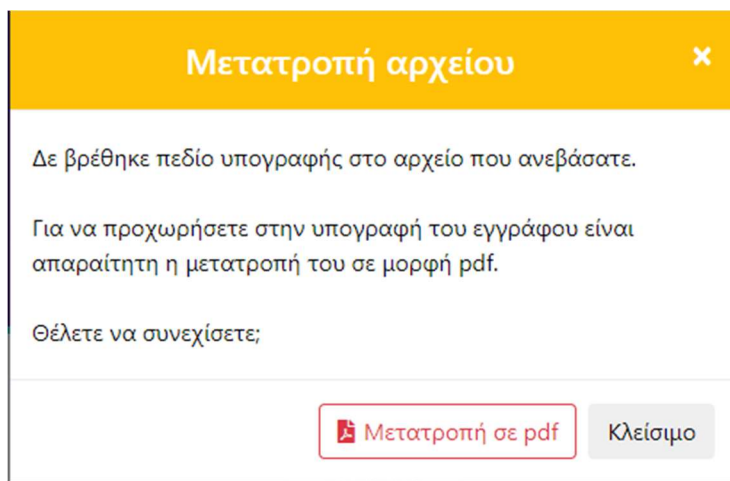 Μετατροπή αρχείου ×
Δε βρέθηκε πεδίο υπογραφής στο αρχείο που ανεβάσατε.
Για να προχωρήσετε στην υπογραφή του εγγράφου είναι
απαραίτητη η μετατροπή του σε μορφή pdf.
Θέλετε να συνεχίσετε;
Μετατροπή σε pdf Κλείσιμο